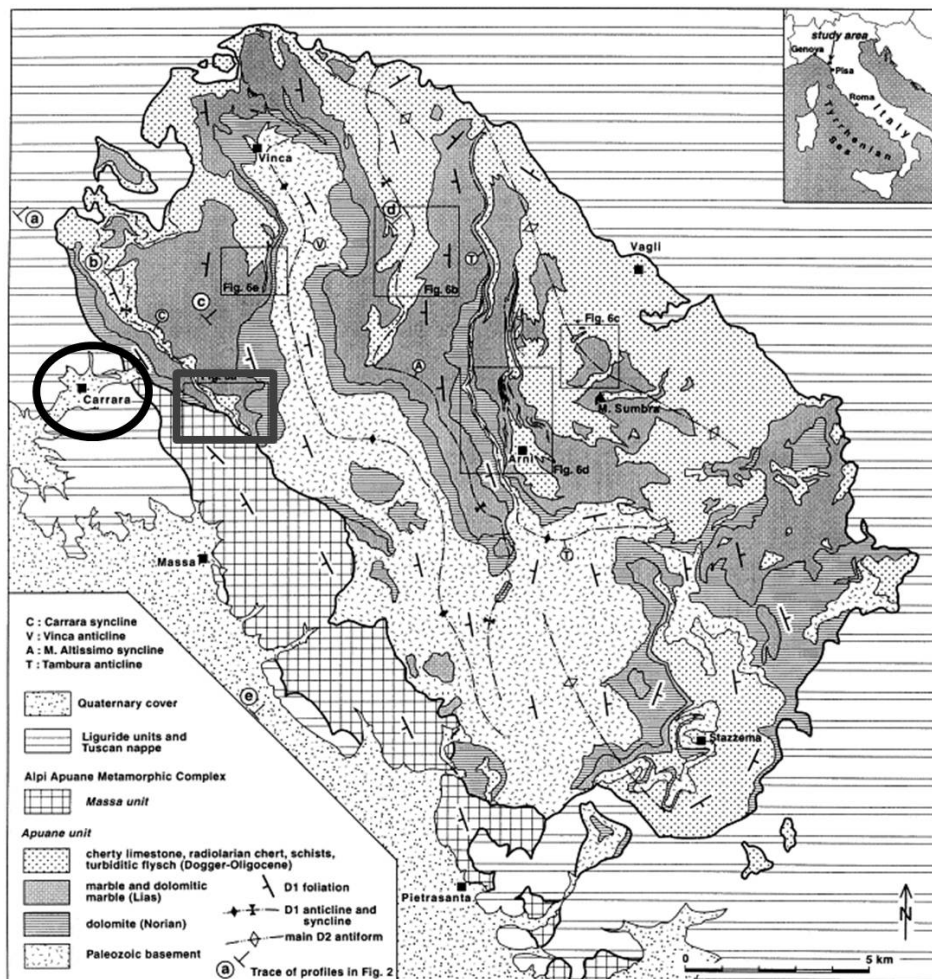 study area
Genova
Pisa
Roma
Italy
Tyrrhenian
Sea
Vinca
a
d
b
V
T
Vagli
Fig. 6e
Fig. 6b
c
C
Fig. 6c
A
Carrara
M. Sumbra
A
Arni
Fig. 6d
T
Massa
C : Carrara syncline
V : Vinca anticline
A : M. Altissimo syncline
T : Tambura anticline
e
Quaternary cover
Liguride units and
Tuscan nappe
Stazzema
Alpi Apuane Metamorphic Complex
Massa unit
Apuane unit
cherty limestone, radiolarian chert, schists,
turbiditic flysch (Dogger-Oligocene)
marble and dolomitic
marble (Lias)
dolomite (Norian)
Paleozoic basement
D1 foliation
D1 anticline and
syncline
main D2 antiform
a Trace of profiles in Fig. 2
Pietrasanta
N
0 5 km